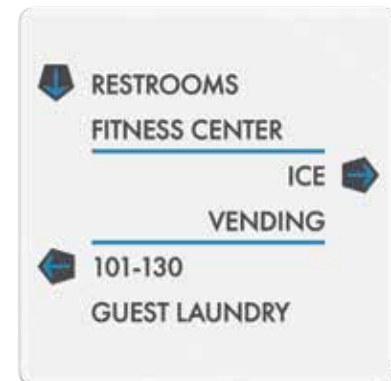 RESTROOMS
FITNESS CENTER
ICE
VENDING
101-130
GUEST LAUNDRY